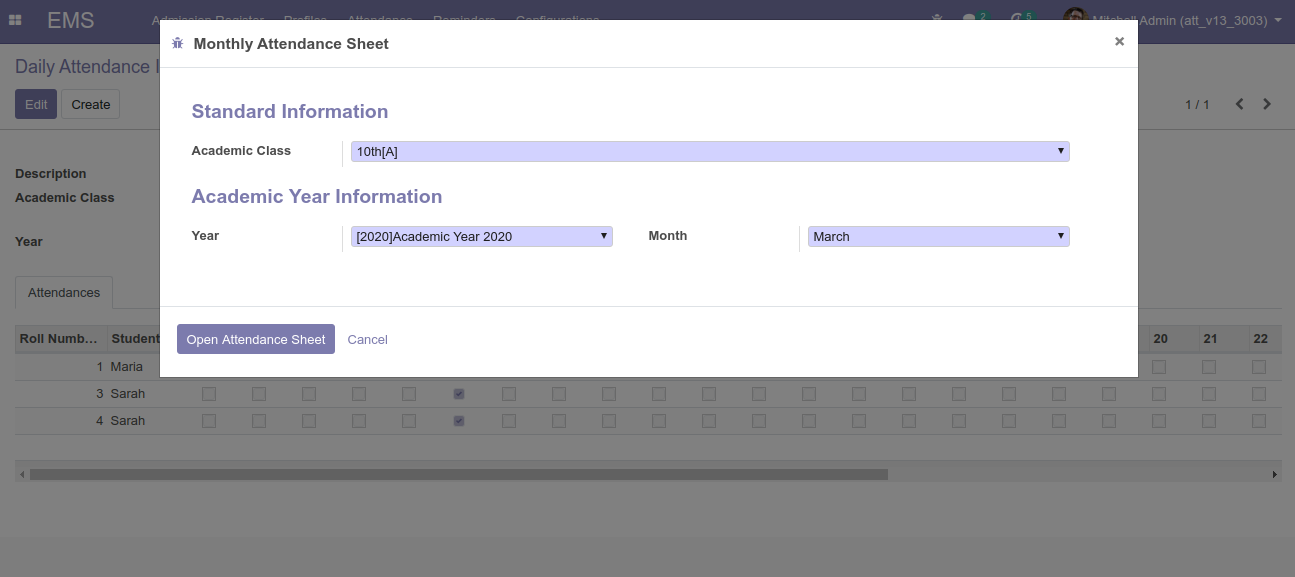 EMS Admission Register Profiles Attendance Reminders Configurations 2 5 Mitchell Admin (att_v13_3003)
Monthly Attendance Sheet ×
Daily Attendance
Edit Create 1 / 1
Standard Information
Academic Class 10th[A]
Description
Academic Class
Academic Year Information
Year [2020]Academic Year 2020 Month March
Year
Attendances
Open Attendance Sheet Cancel
Roll Numb... Student 20 21 22
1 Maria
3 Sarah
4 Sarah